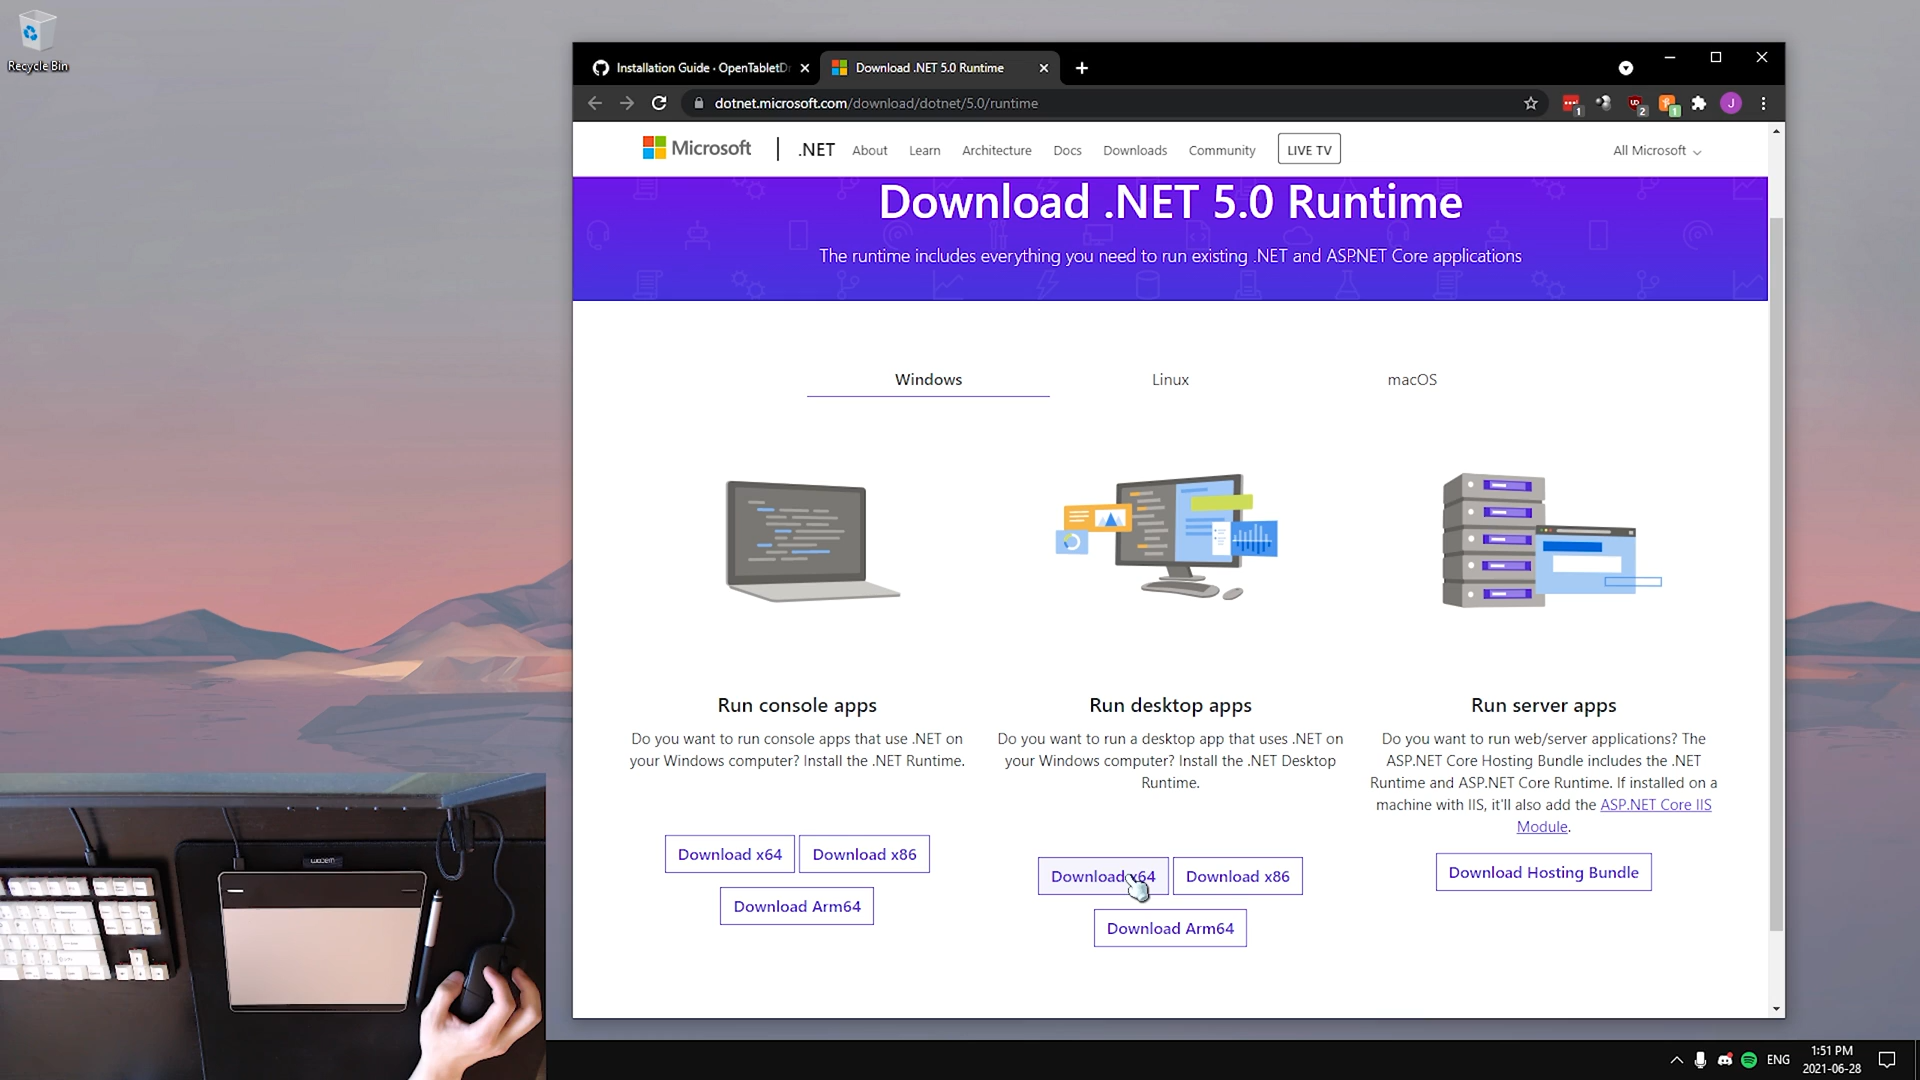 Recycle Bin
Installation Guide · OpenTabletDr
Download .NET 5.0 Runtime
dotnet.microsoft.com/download/dotnet/5.0/runtime
1
2
1
J
Microsoft
.NET
About
Learn
Architecture
Docs
Downloads
Community
LIVE TV
All Microsoft
Download .NET 5.0 Runtime
The runtime includes everything you need to run existing .NET and ASP.NET Core applications
Windows
Linux
macOS
Run console apps
Do you want to run console apps that use .NET on
your Windows computer? Install the .NET Runtime.
Download x64
Download x86
Download Arm64
Run desktop apps
Do you want to run a desktop app that uses .NET on
your Windows computer? Install the .NET Desktop
Runtime.
Download x64
Download x86
Download Arm64
Run server apps
Do you want to run web/server applications? The
ASP.NET Core Hosting Bundle includes the .NET
Runtime and ASP.NET Core Runtime. If installed on a
machine with IIS, it'll also add the ASP.NET Core IIS
Module.
Download Hosting Bundle
wacom
ENG
1:51 PM
2021-06-28